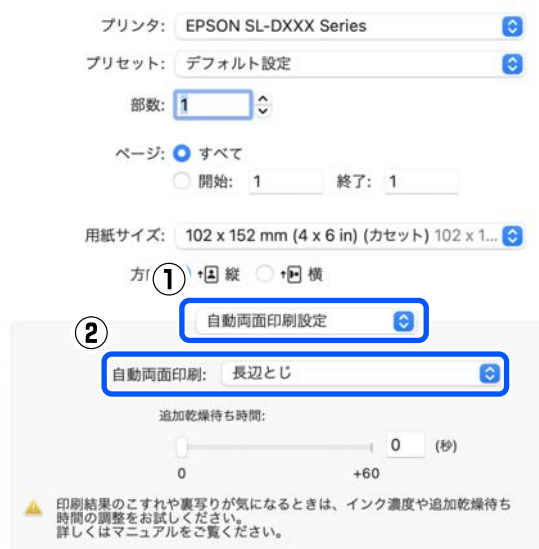 プリンタ: EPSON SL-DXXX Series
プリセット: デフォルト設定
部数: 1
ページ: すべて
開始: 1 終了: 1
用紙サイズ: 102 x 152 mm (4 x 6 in) (カセット) 102 x 1...
方 縦 横
①
自動両面印刷設定
②
自動両面印刷: 長辺とじ
追加乾燥待ち時間:
0 (秒)
0 +60
印刷結果のこすれや裏写りが気になるときは、インク濃度や追加乾燥待ち
時間の調整をお試しください。
詳しくはマニュアルをご覧ください。